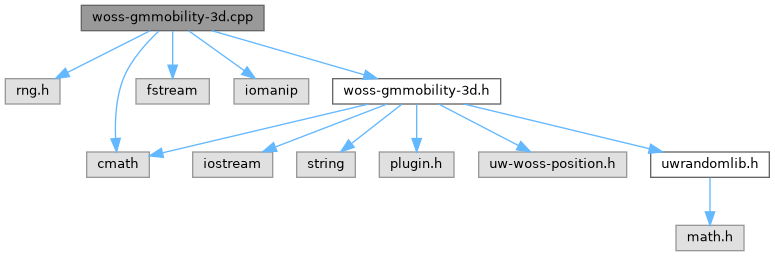 woss-gmmobility-3d.cpp
rng.h
fstream
iomanip
woss-gmmobility-3d.h
cmath
iostream
string
plugin.h
uw-woss-position.h
uwrandomlib.h
math.h